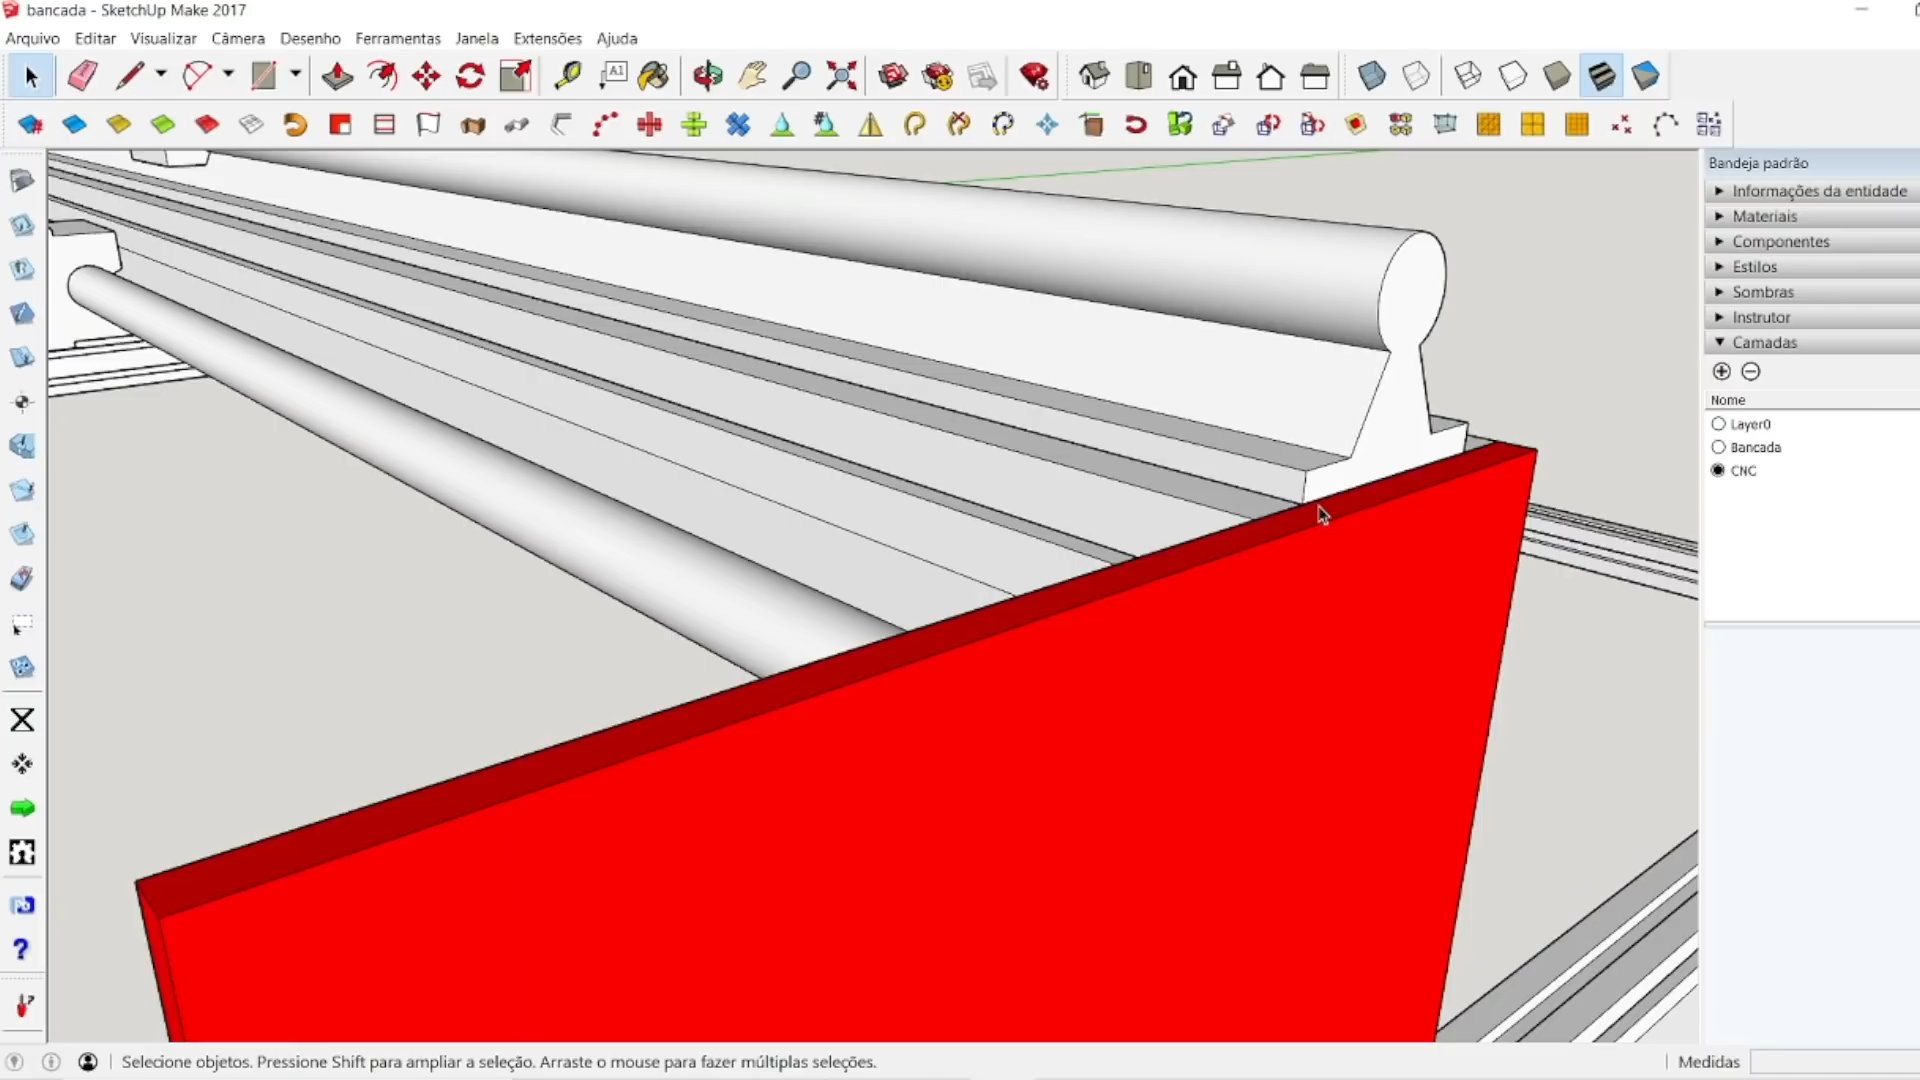 bancada - SketchUp Make 2017
Arquivo Editar Visualizar Câmera Desenho Ferramentas Janela Extensões Ajuda
A1
Bandeja padrão
Informações da entidade
Materiais
Componentes
Estilos
Sombras
Instrutor
Camadas
Nome
Layer0
Bancada
CNC
?
Selecione objetos. Pressione Shift para ampliar a seleção. Arraste o mouse para fazer múltiplas seleções.
Medidas